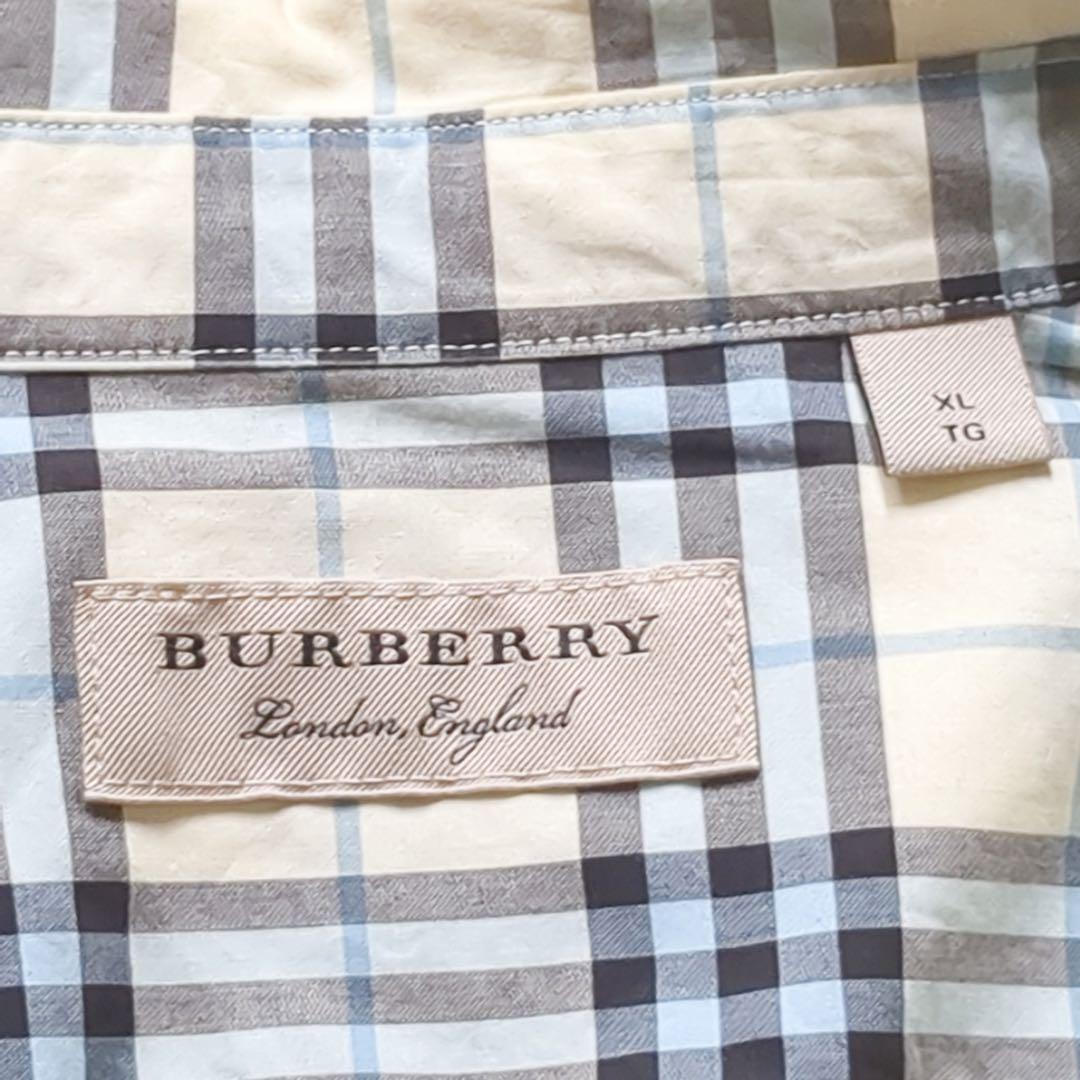 XL
TG
BURBERRY
London, England